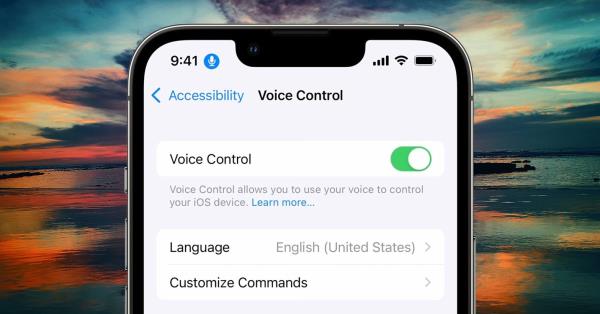 9:41
Accessibility Voice Control
Voice Control
Voice Control allows you to use your voice to control
your iOS device. Learn more...
Language English (United States)
Customize Commands